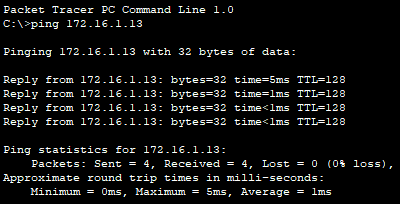 Packet Tracer PC Command Line 1.0
C:\>ping 172.16.1.13
Pinging 172.16.1.13 with 32 bytes of data:
Reply from 172.16.1.13: bytes=32 time=5ms TTL=128
Reply from 172.16.1.13: bytes=32 time=1ms TTL=128
Reply from 172.16.1.13: bytes=32 time<1ms TTL=128
Reply from 172.16.1.13: bytes=32 time<1ms TTL=128
Ping statistics for 172.16.1.13:
Packets: Sent = 4, Received = 4, Lost = 0 (0% loss),
Approximate round trip times in milli-seconds:
Minimum = 0ms, Maximum = 5ms, Average = 1ms